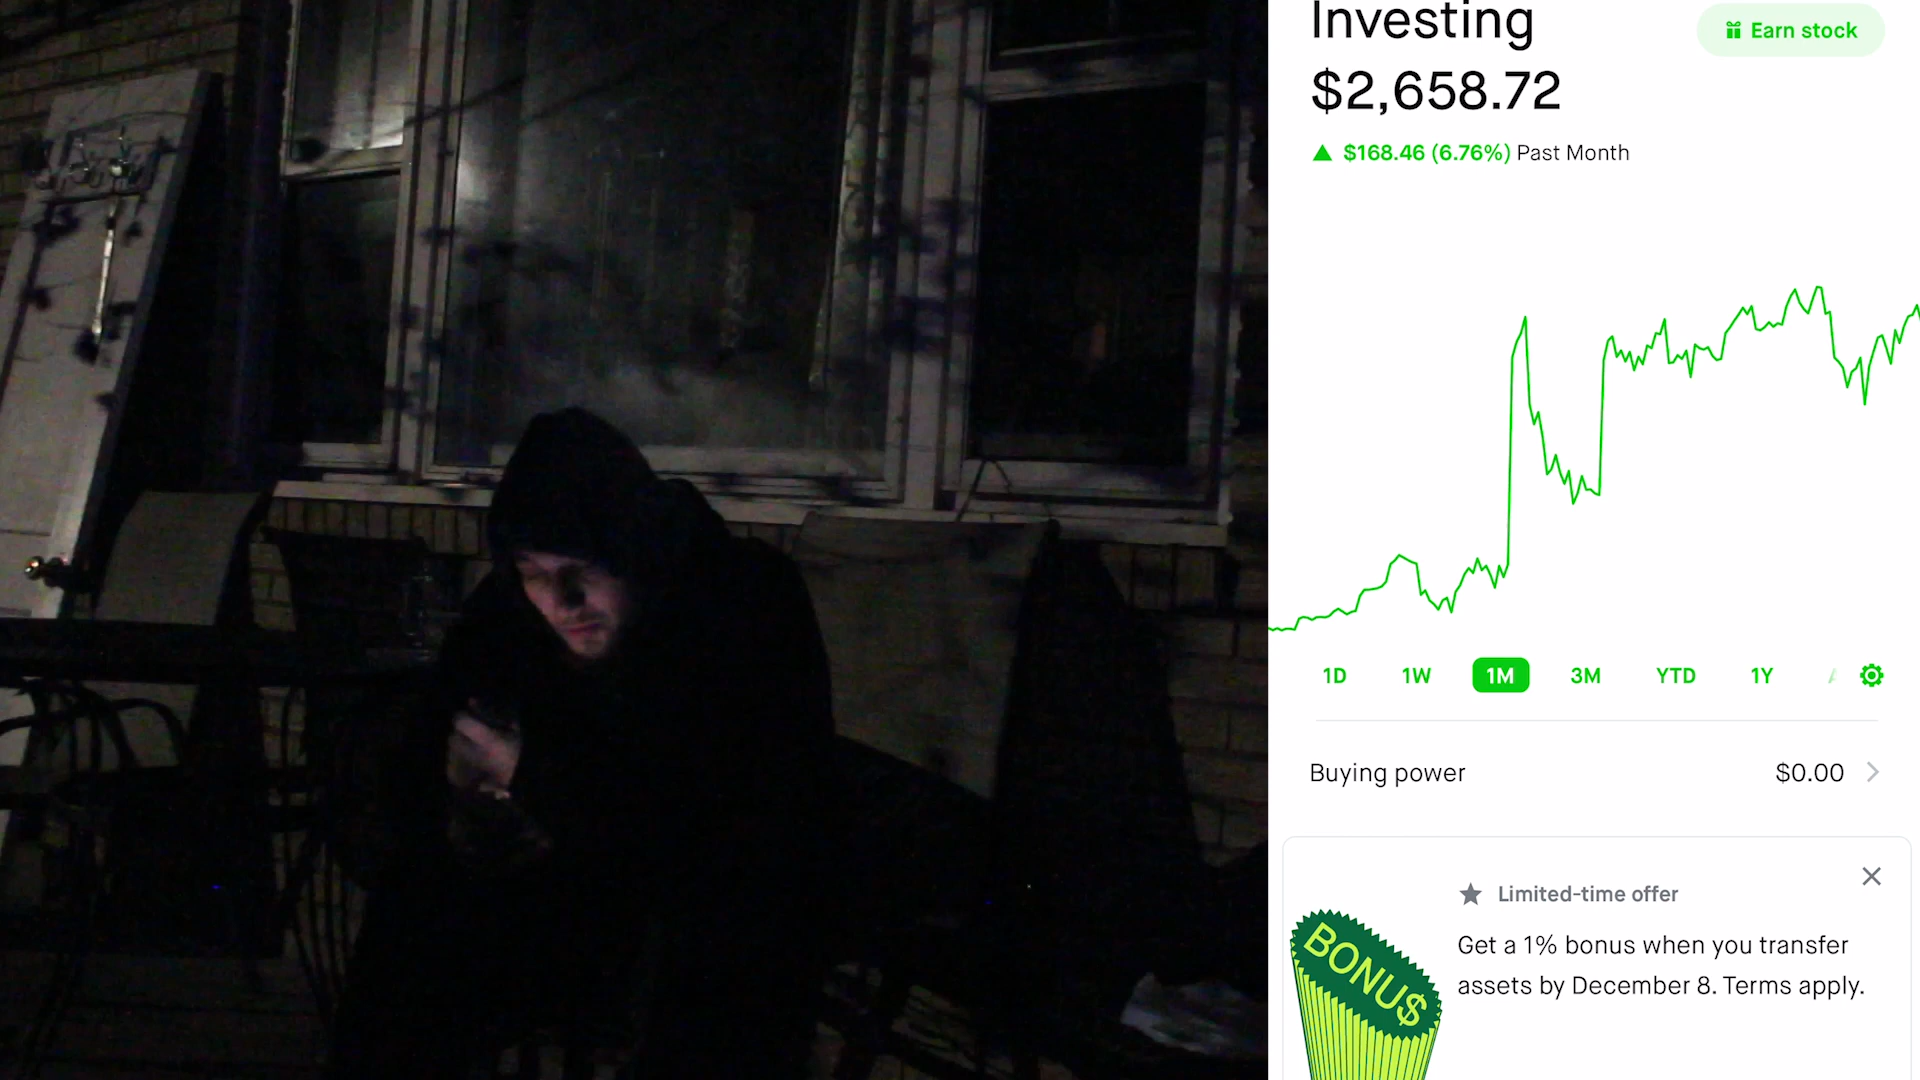 Investing
Earn stock
$2,658.72
▲ $168.46 (6.76%) Past Month
1D 1W 1M 3M YTD 1Y
Buying power $0.00
Limited-time offer
BONU$
Get a 1% bonus when you transfer
assets by December 8. Terms apply.